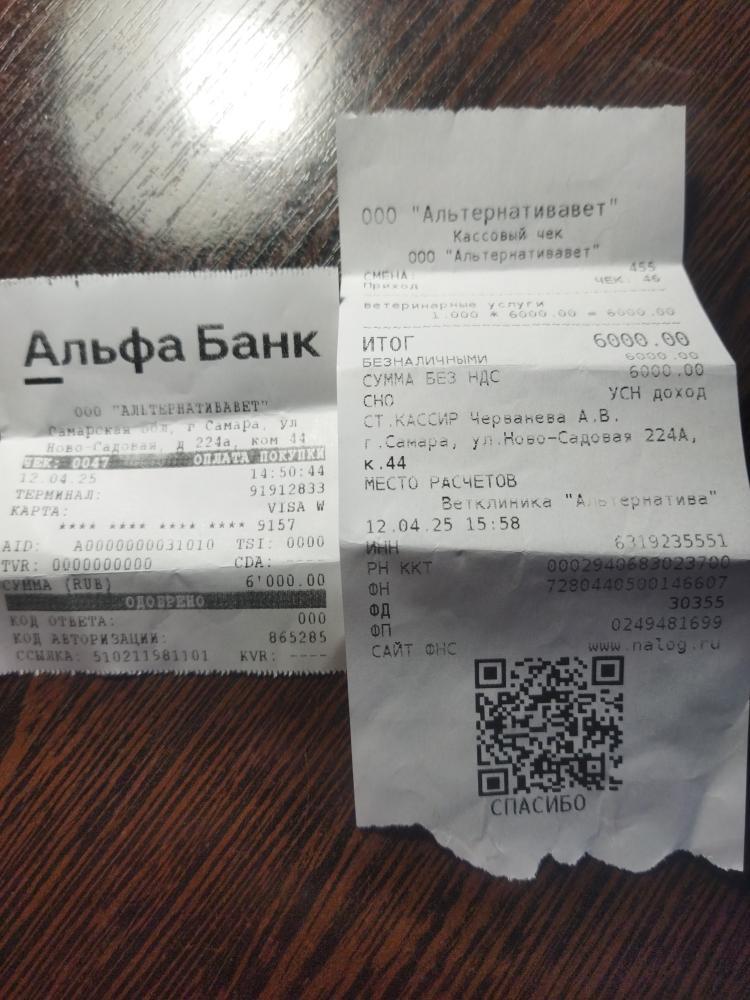 Альфа Банк
ООО "АЛЬТЕРНАТИВАВЕТ"
Самарская обл, г Самара, ул
Ново-Садовая, д 224а, ком 44
ЧЕК: 0047 ОПЛАТА ПОКУПКИ
12.04.25 14:50:44
ТЕРМИНАЛ: 91912833
КАРТА: VISA W
**** **** **** **** 9157
AID: A0000000031010 TSI: 0000
TVR: 0000000000 CDA: ----
СУММА (RUB) 6'000.00
ОДОБРЕНО
КОД ОТВЕТА: 000
КОД АВТОРИЗАЦИИ: 865285
ССЫЛКА: 510211981101 KVR: ----
ООО "Альтернативавет"
Кассовый чек
ООО "Альтернативавет"
СМЕНА: 455
Приход ЧЕК: 46
ветеринарные услуги
1.000 * 6000.00 = 6000.00
ИТОГ 6000.00
БЕЗНАЛИЧНЫМИ 6000.00
СУММА БЕЗ НДС 6000.00
СНО УСН доход
СТ.КАССИР Черванева А.В.
г.Самара, ул.Ново-Садовая 224А,
к.44
МЕСТО РАСЧЕТОВ
Ветклиника "Альтернатива"
12.04.25 15:58
ИНН 6319235551
РН ККТ 0002940683023700
ФН 7280440500146607
ФД 30355
ФП 0249481699
САЙТ ФНС www.nalog.ru
СПАСИБО